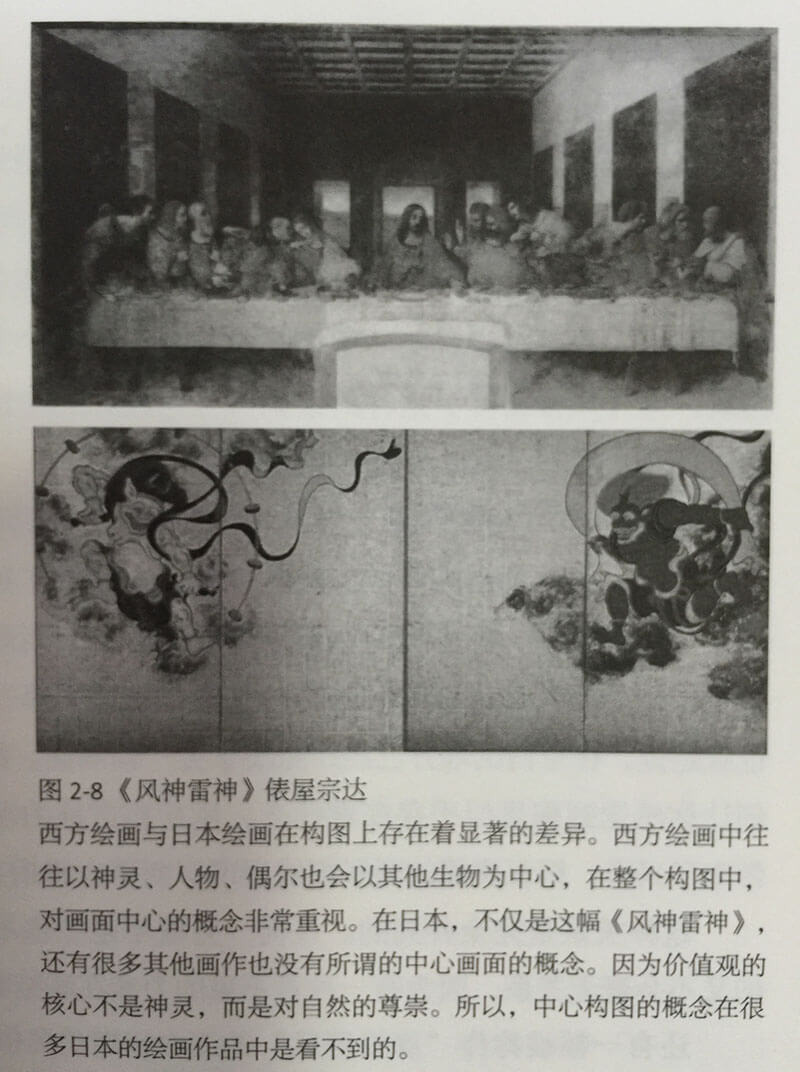 图 2-8《风神雷神》俵屋宗达
西方绘画与日本绘画在构图上存在着显著的差异。西方绘画中往
往以神灵、人物、偶尔也会以其他生物为中心，在整个构图中，
对画面中心的概念非常重视。在日本，不仅是这幅《风神雷神》，
还有很多其他画作也没有所谓的中心画面的概念。因为价值观的
核心不是神灵，而是对自然的尊崇。所以，中心构图的概念在很
多日本的绘画作品中是看不到的。